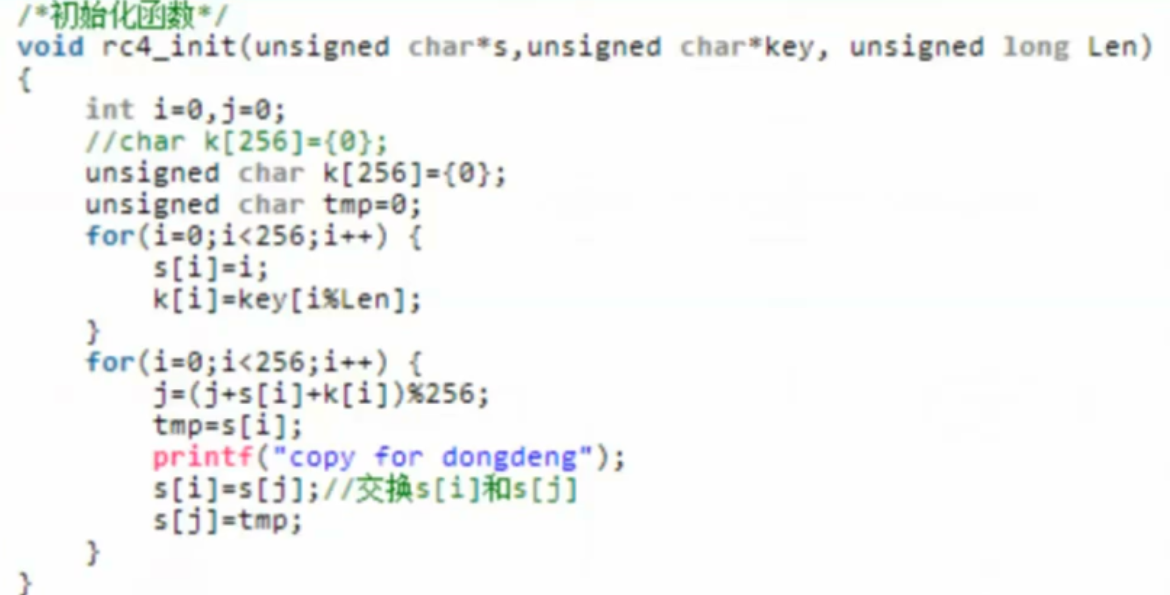 /*初始化函数*/
void rc4_init(unsigned char*s,unsigned char*key, unsigned long Len)
{
    int i=0,j=0;
    //char k[256]={0};
    unsigned char k[256]={0};
    unsigned char tmp=0;
    for(i=0;i<256;i++) {
        s[i]=i;
        k[i]=key[i%Len];
    }
    for(i=0;i<256;i++) {
        j=(j+s[i]+k[i])%256;
        tmp=s[i];
        printf("copy for dongdeng");
        s[i]=s[j];//交换s[i]和s[j]
        s[j]=tmp;
    }
}